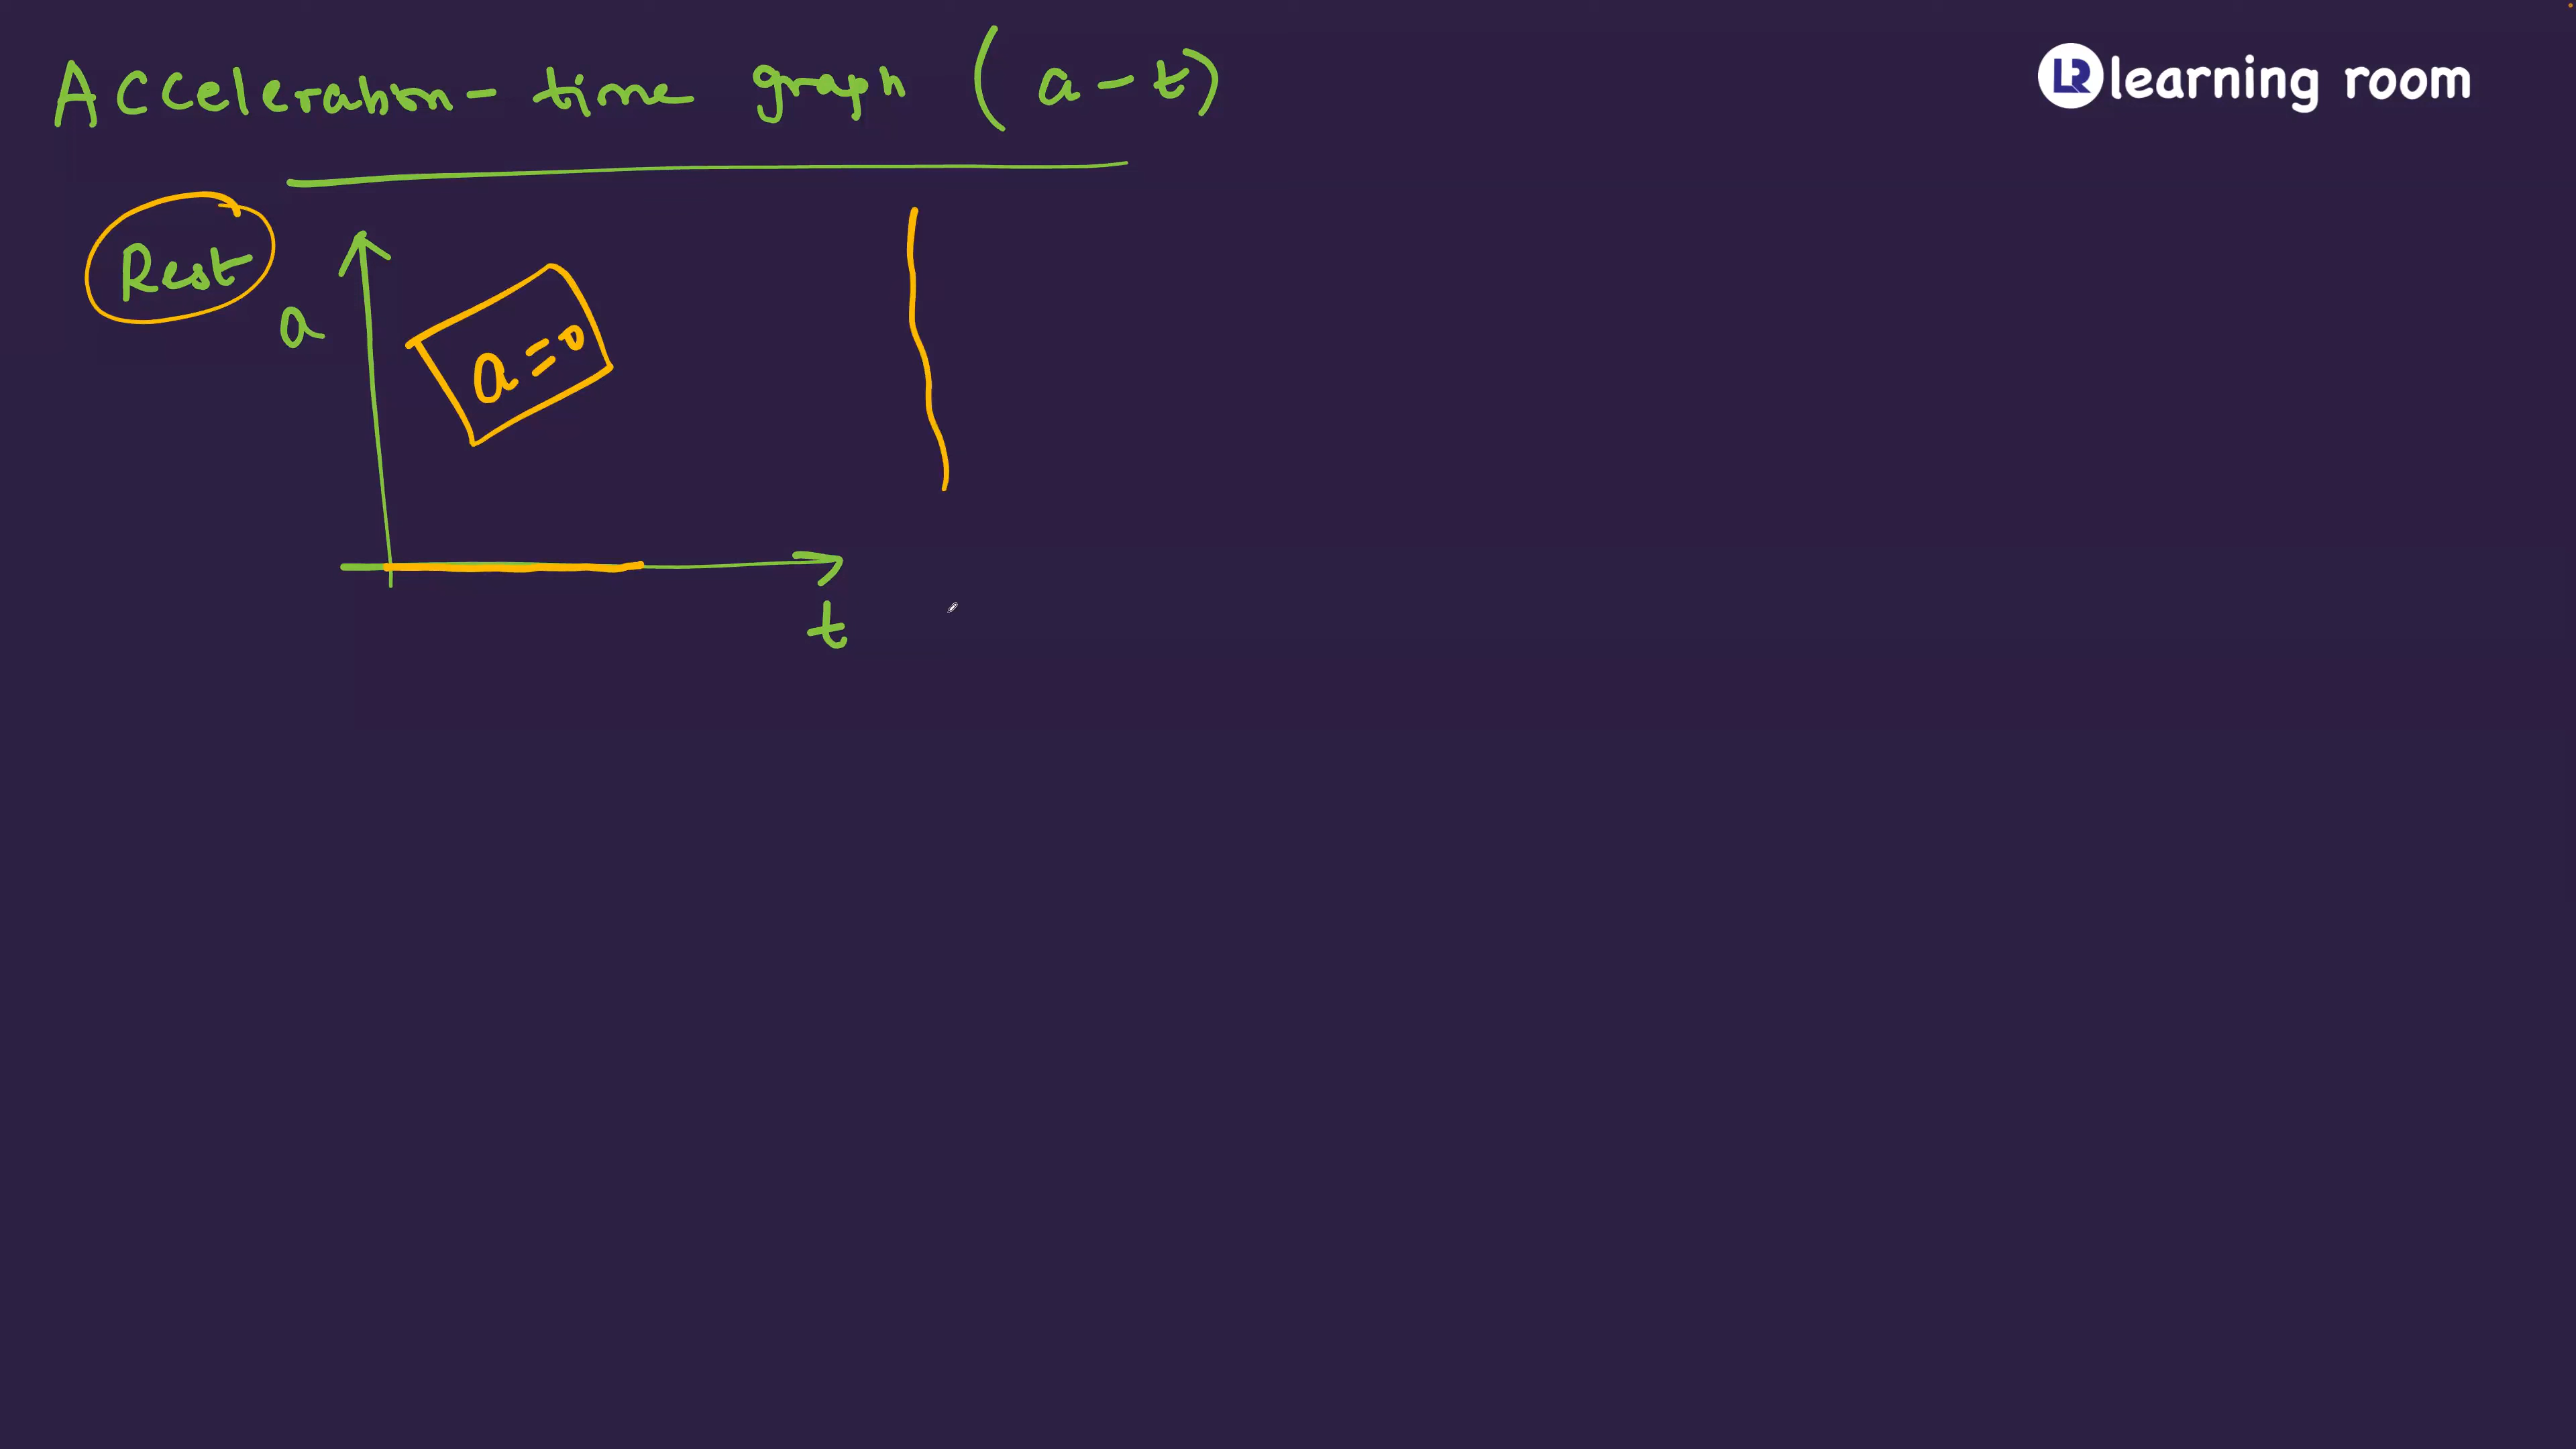 Acceleration - time graph (a - t)
learning room
Rest
a
a = 0
t